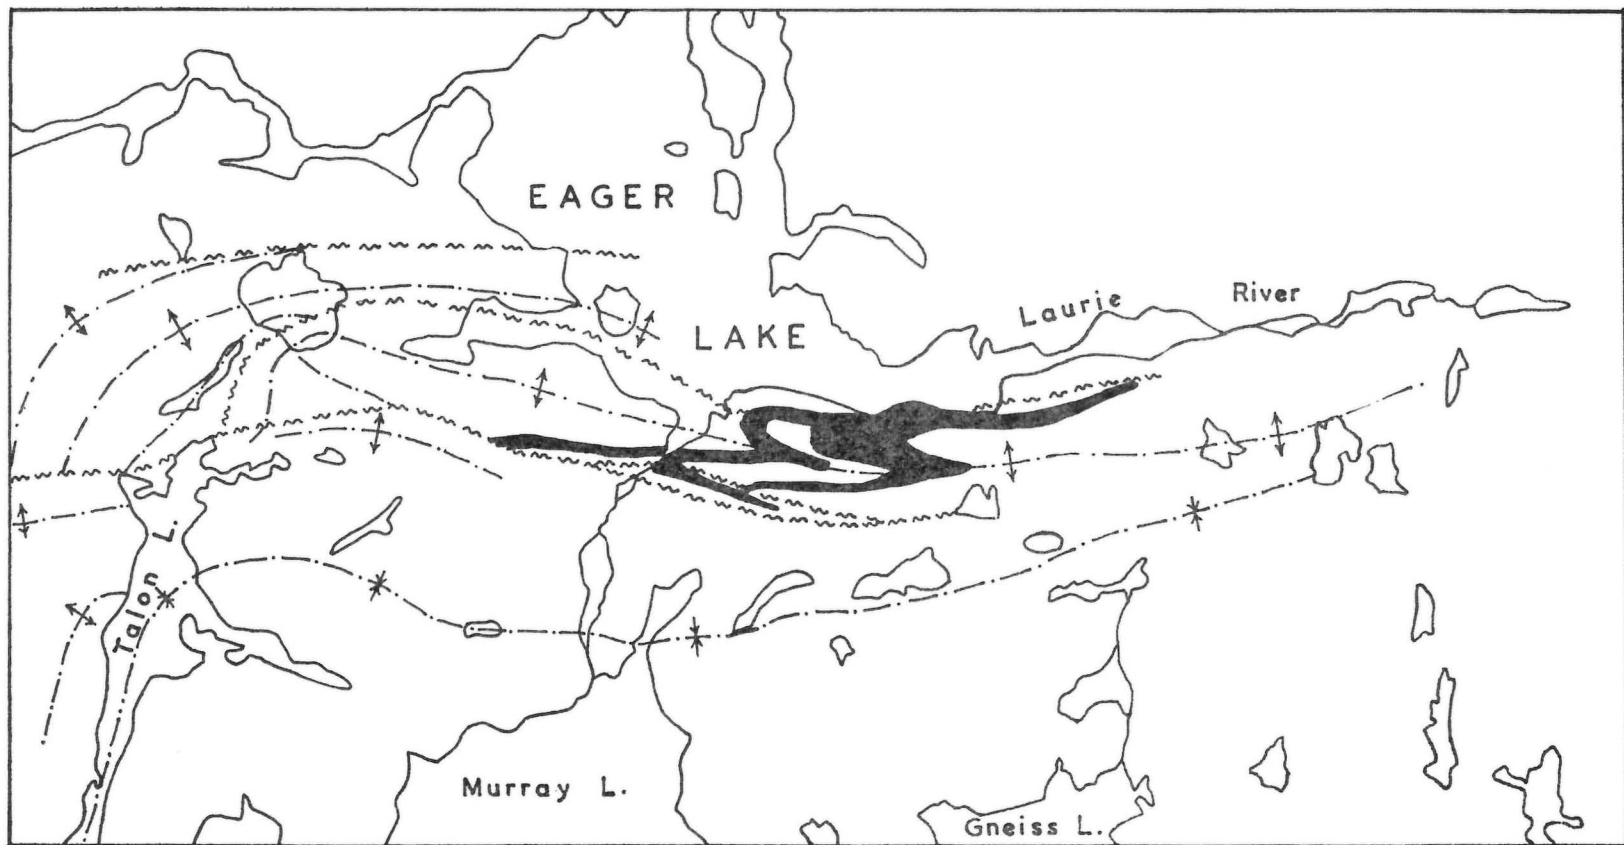 EAGER
LAKE
Laurie River
Talon L.
Murray L.
Gneiss L.